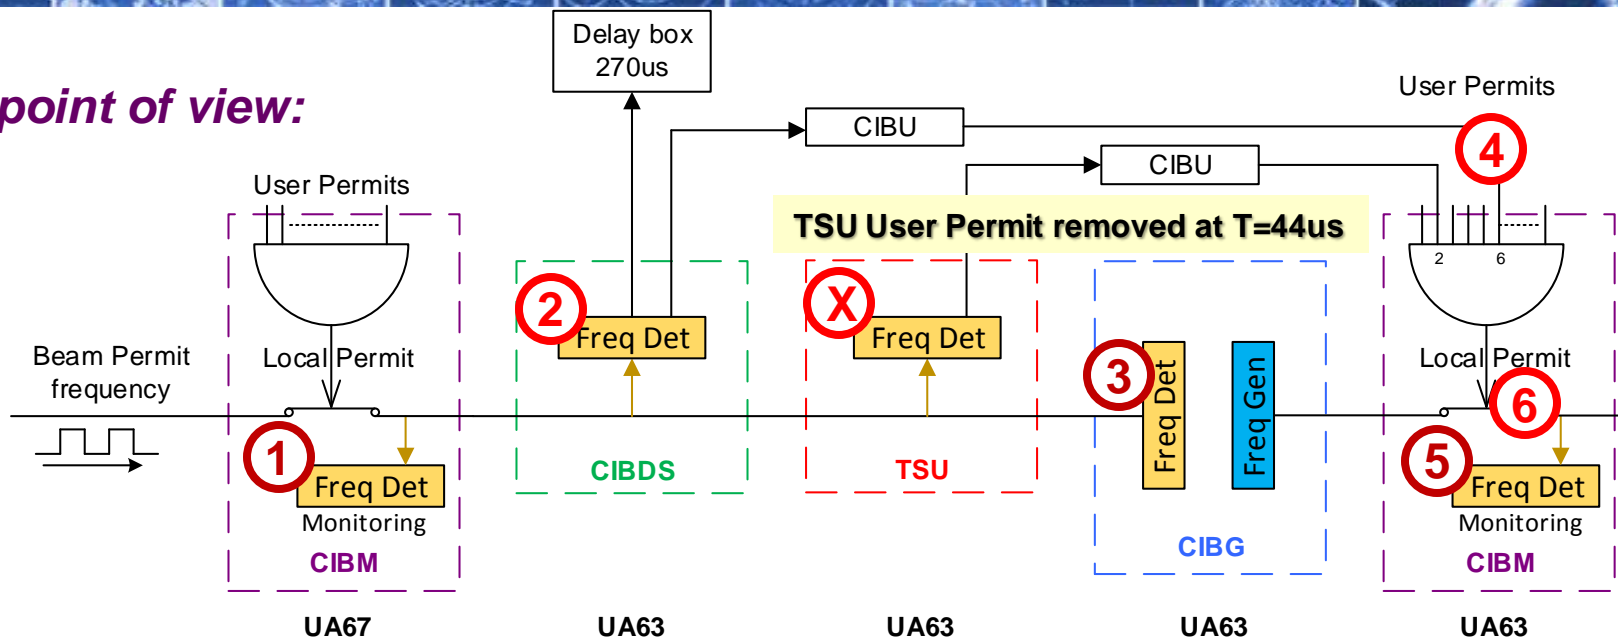 point of view:
Delay box
270us
User Permits
CIBU
4
CIBU
User Permits
TSU User Permit removed at T=44us
2
6
2
Freq Det
X
Freq Det
Beam Permit
frequency
Local Permit
3
Freq Det
Freq Gen
Local Permit
6
1
Freq Det
Monitoring
CIBM
CIBDS
TSU
CIBG
5
Freq Det
Monitoring
CIBM
UA67
UA63
UA63
UA63
UA63